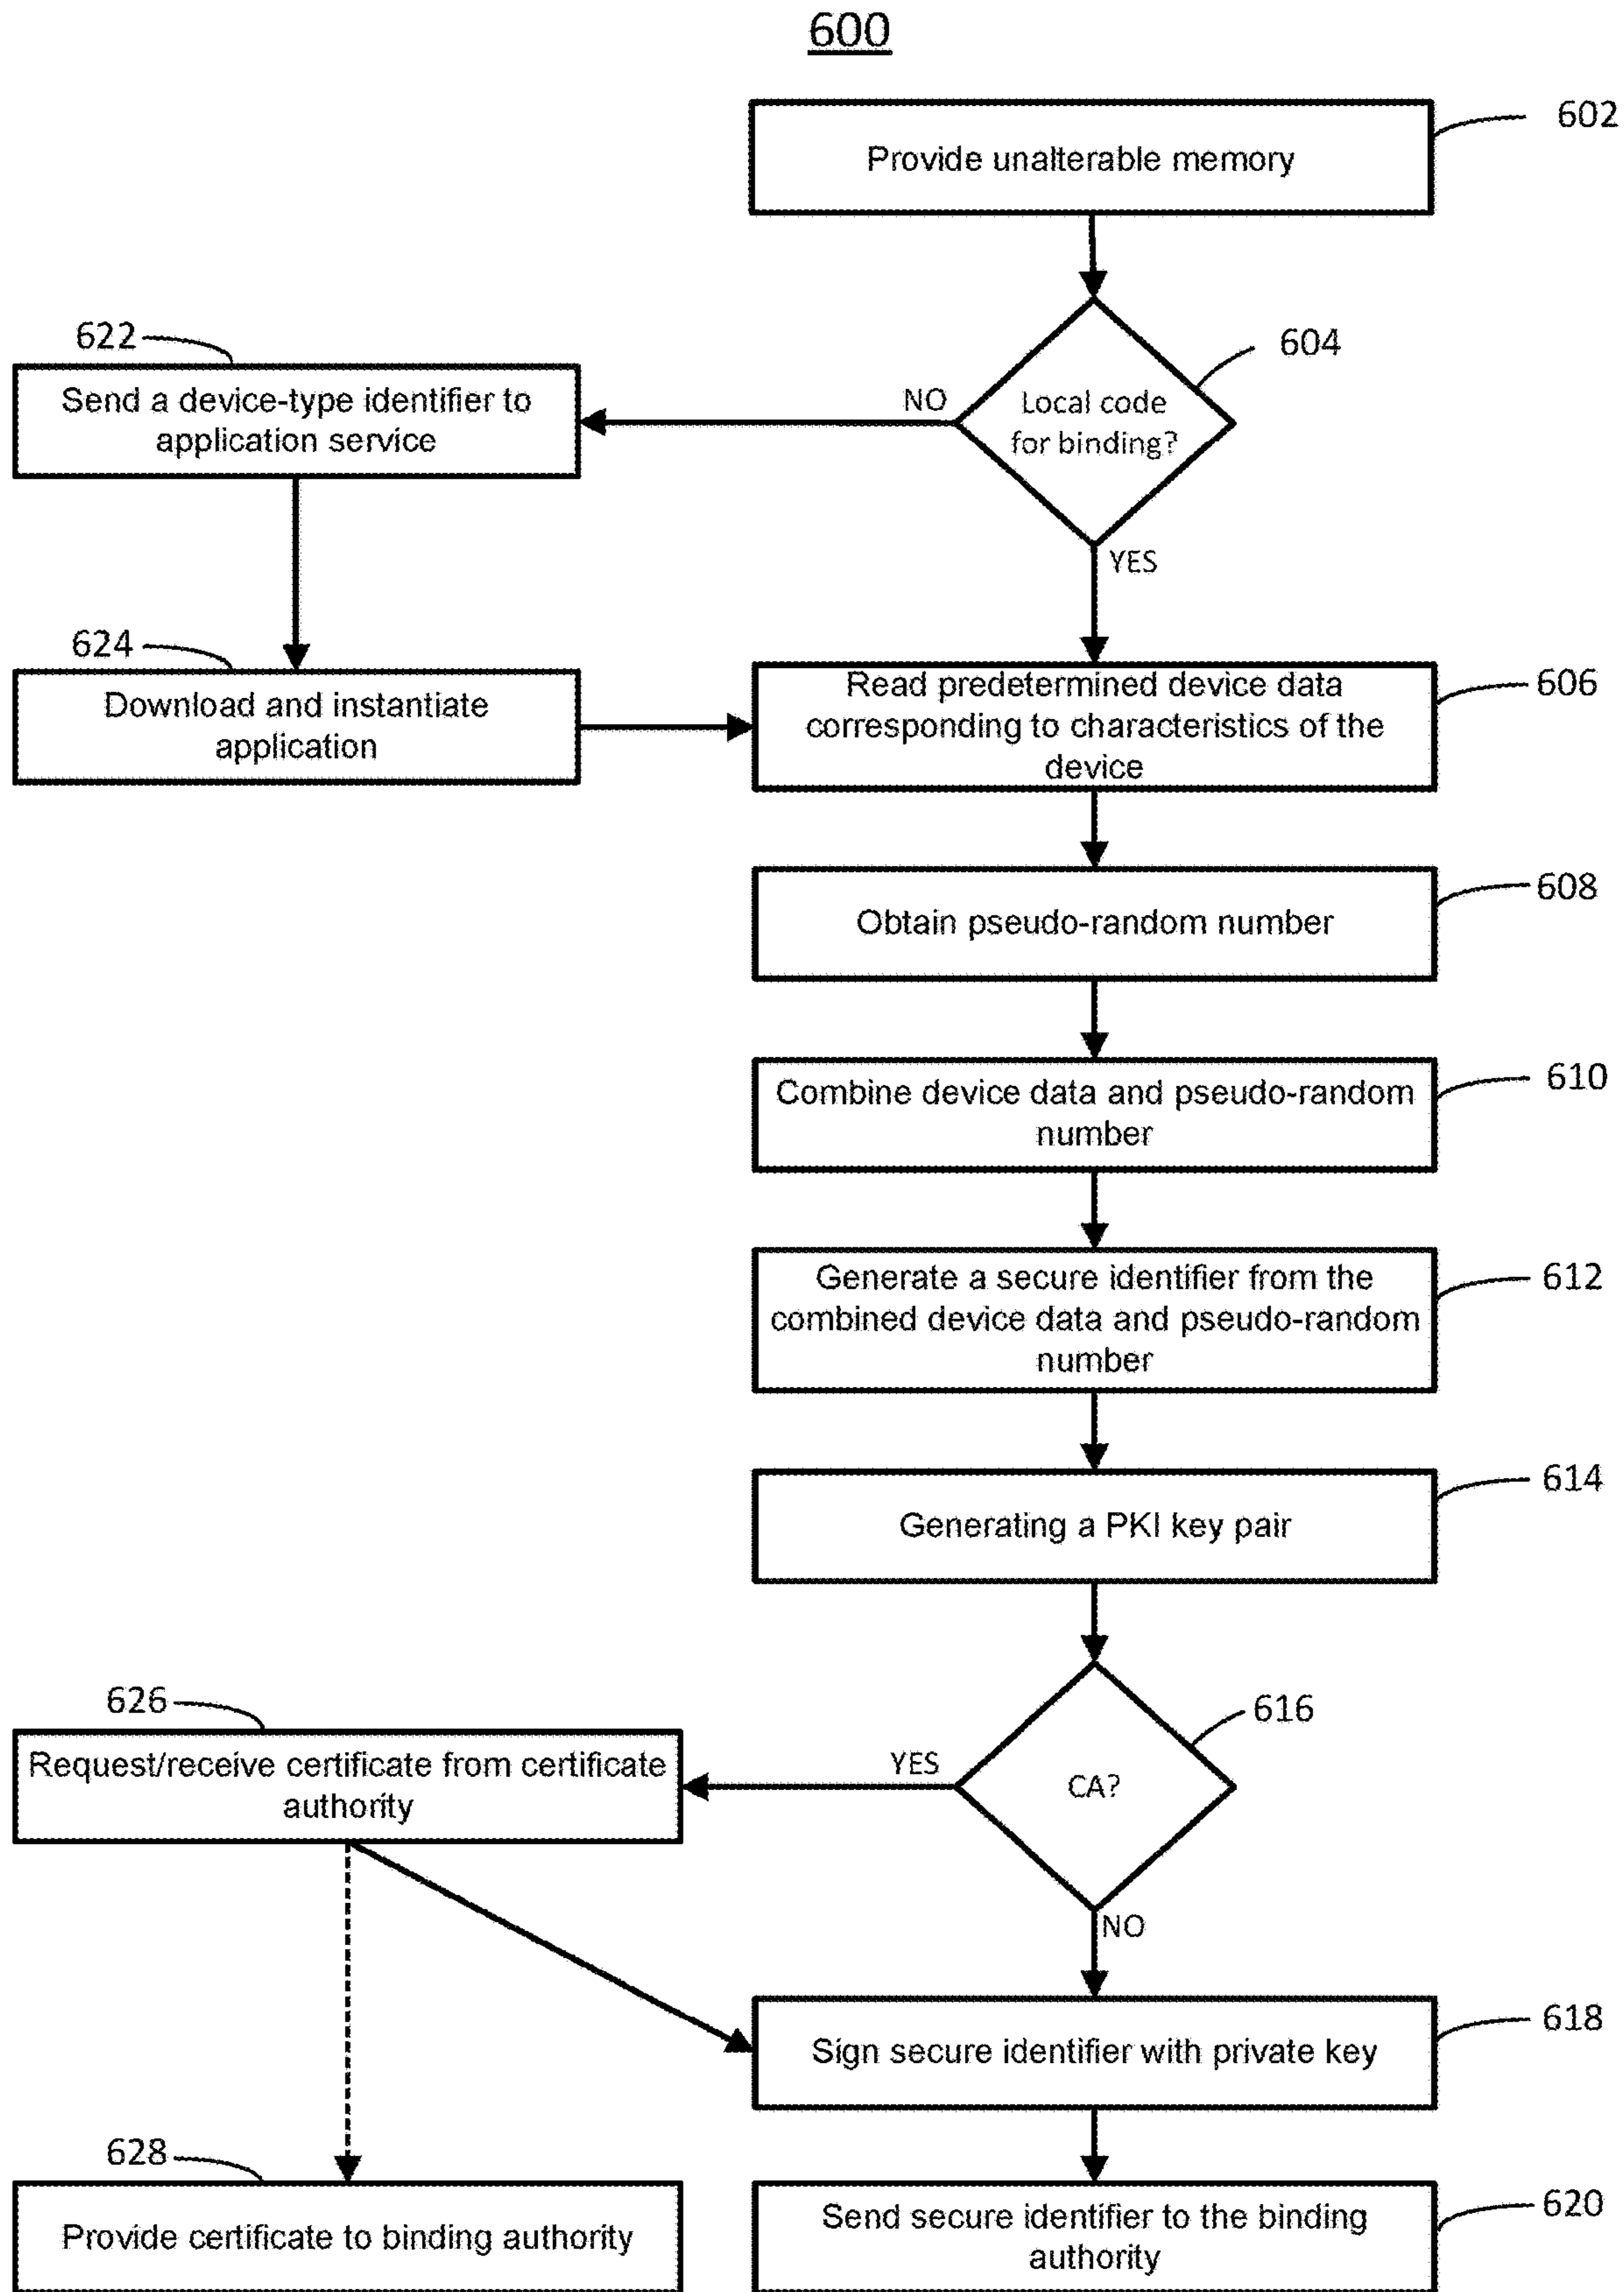 600
602
Provide unalterable memory
622
604
Send a device-type identifier to
application service
NO
Local code
for binding?
YES
624
606
Download and instantiate
application
Read predetermined device data
corresponding to characteristics of the
device
608
Obtain pseudo-random number
610
Combine device data and pseudo-random
number
612
Generate a secure identifier from the
combined device data and pseudo-random
number
614
Generating a PKI key pair
626
616
Request/receive certificate from certificate
authority
YES
CA?
NO
618
Sign secure identifier with private key
628
620
Provide certificate to binding authority
Send secure identifier to the binding
authority